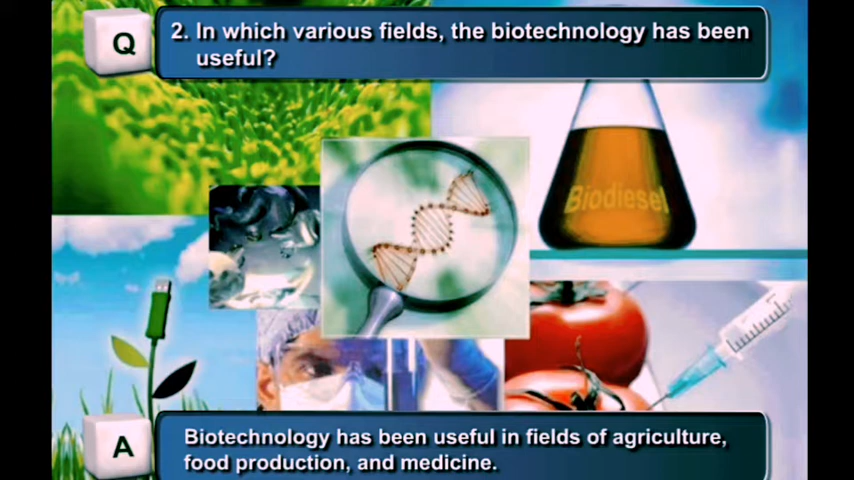 Q
2. In which various fields, the biotechnology has been
useful?
Biodiesel
A
Biotechnology has been useful in fields of agriculture,
food production, and medicine.